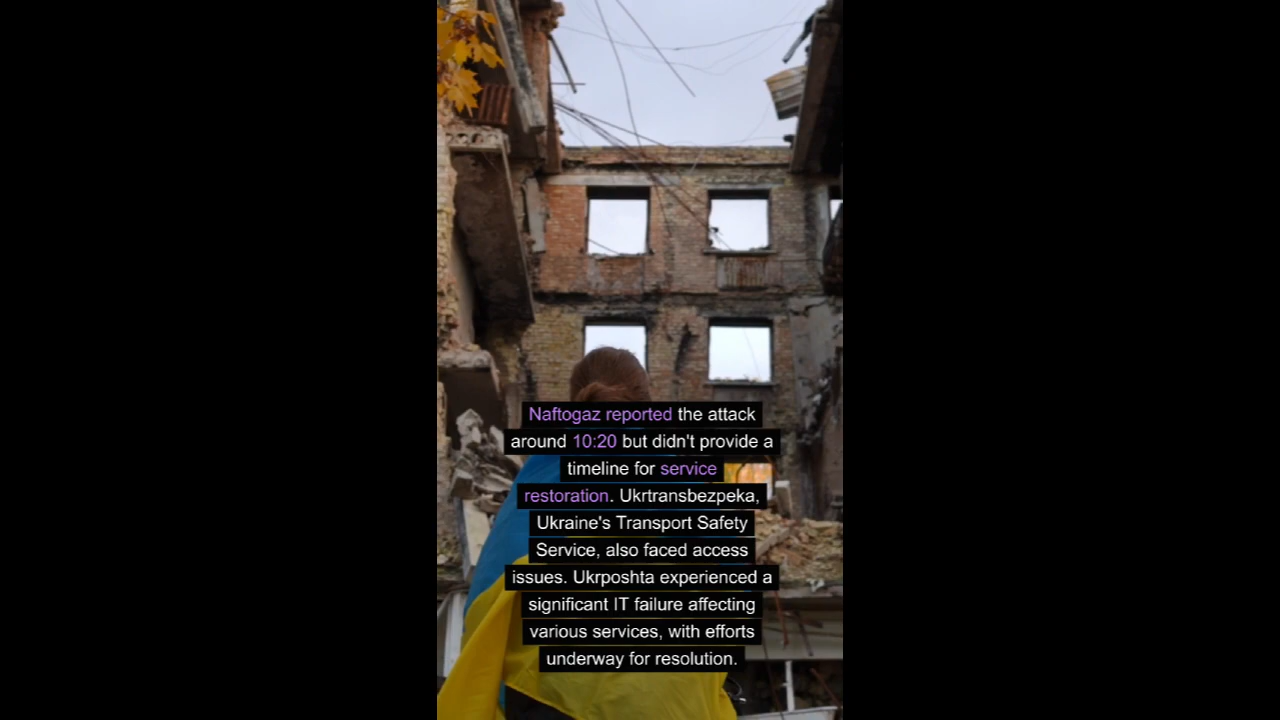 Naftogaz reported the attack
around 10:20 but didn't provide a
timeline for service
restoration. Ukrtransbezpeka,
Ukraine's Transport Safety
Service, also faced access
issues. Ukrposhta experienced a
significant IT failure affecting
various services, with efforts
underway for resolution.